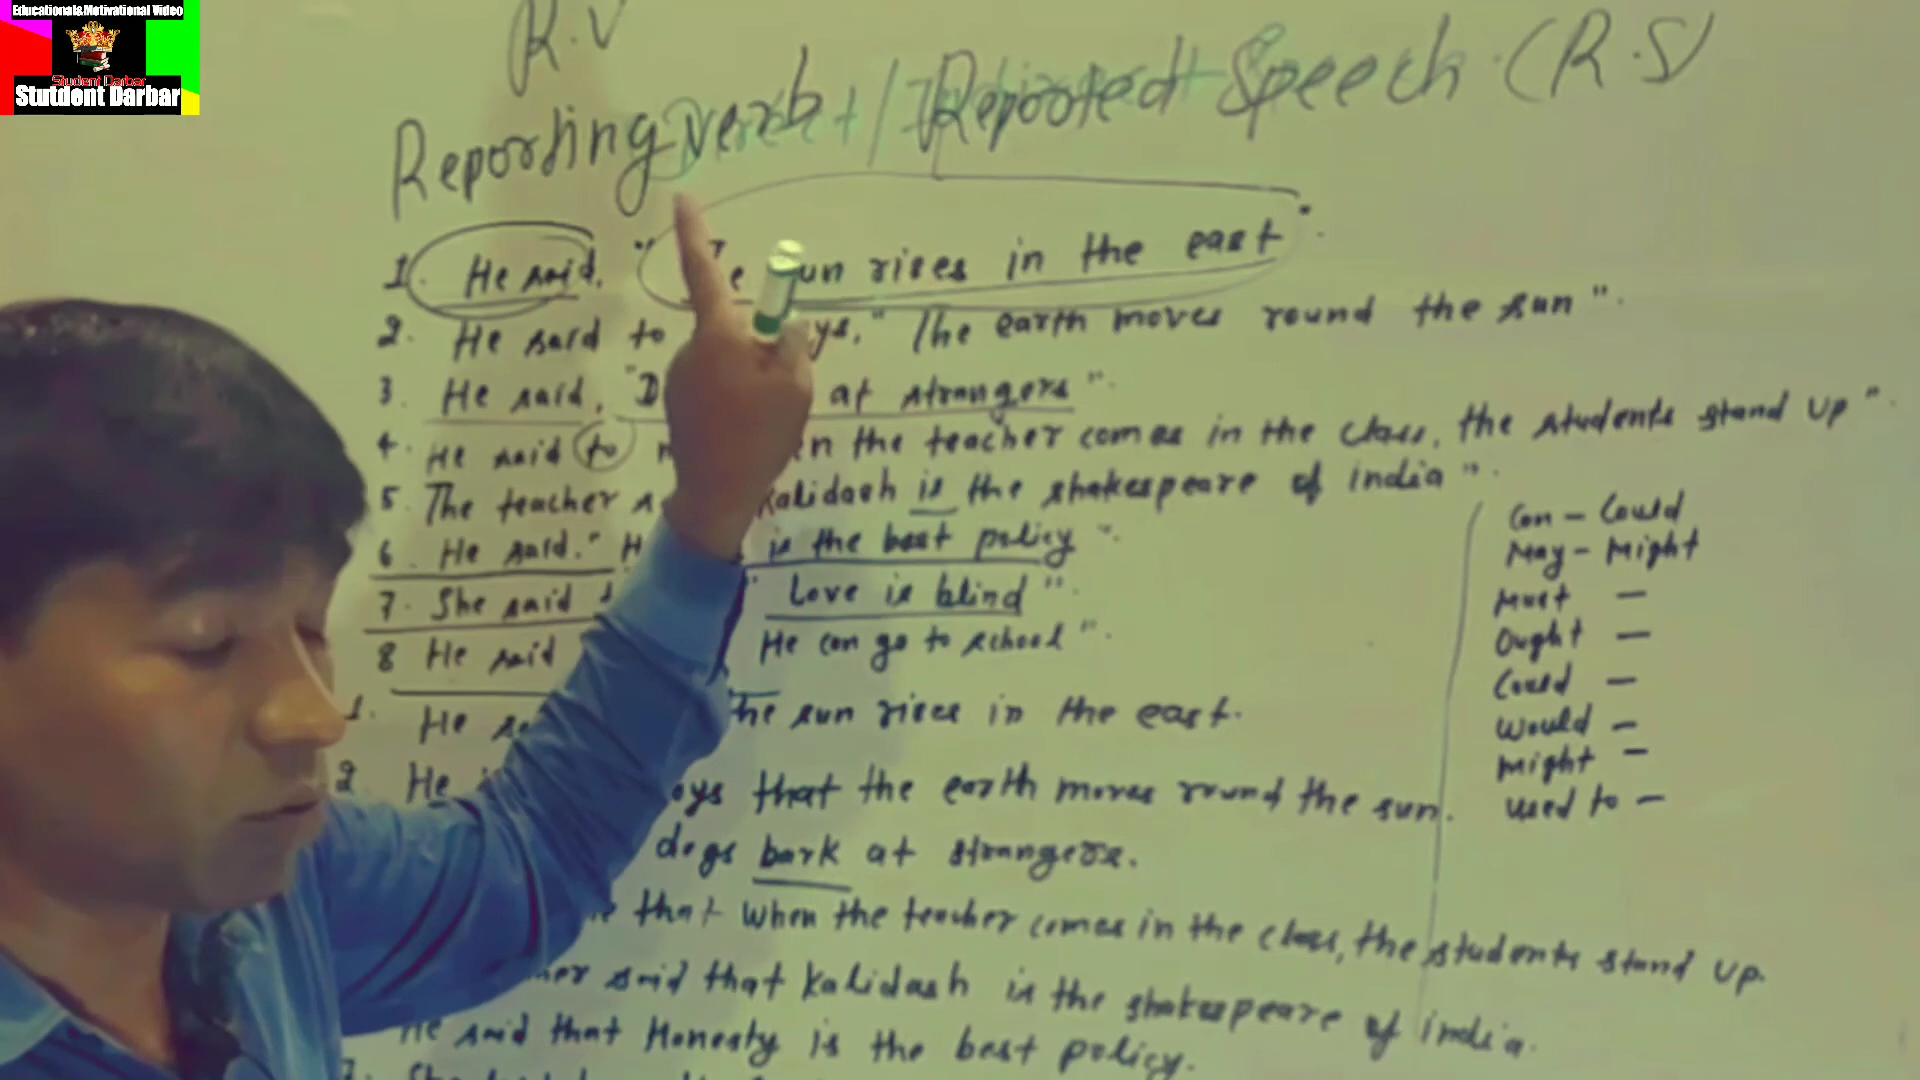 Educational&Motivational Video
Student Darbar
Stutdent Darbar
R.V
Reporting verb / Reported Speech (R.S)
1. He said, " sun rises in the east".
2. He said to " The earth moves round the sun".
3. He said, " at strangers".
4. He said to the teacher comes in the class, the students stand up".
5. The teacher Kalidash is the shakespeare of india".
6. He said." is the best policy".
7. She said " Love is blind".
8 He said He can go to school".
Can - Could
May - Might
Must -
Ought -
Could -
Would -
might -
used to -
1. He The sun rises in the east.
2. He that the earth moves round the sun.
dogs bark at strangers.
that when the teacher comes in the class, the students stand up.
said that Kalidash is the shakespeare of india.
He said that Honesty is the best policy.
7.